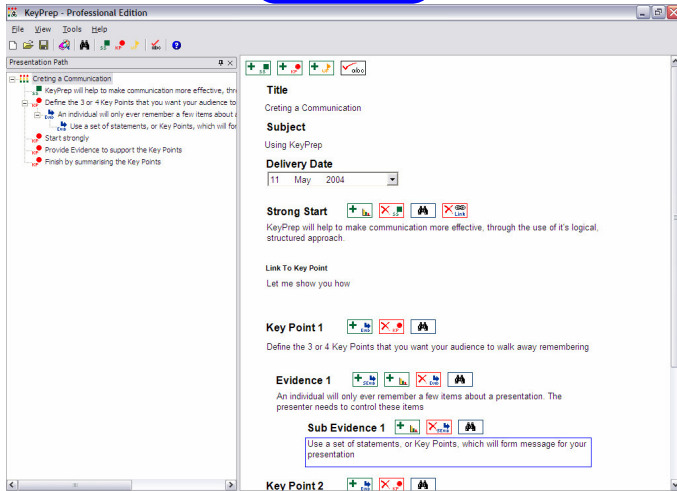 KeyPrep - Professional Edition
File View Tools Help
Presentation Path
Creting a Communication
KeyPrep will help to make communication more effective, thr
Define the 3 or 4 Key Points that you want your audience to
An individual will only ever remember a few items about a
Use a set of statements, or Key Points, which will for
Start strongly
Provide Evidence to support the Key Points
Finish by summarising the Key Points
Title
Creting a Communication
Subject
Using KeyPrep
Delivery Date
11 May 2004
Strong Start
Link
KeyPrep will help to make communication more effective, through the use of it's logical,
structured approach.
Link To Key Point
Let me show you how
Key Point 1
Define the 3 or 4 Key Points that you want your audience to walk away remembering
Evidence 1
An individual will only ever remember a few items about a presentation. The
presenter needs to control these items
Sub Evidence 1
Use a set of statements, or Key Points, which will form message for your
presentation
Key Point 2